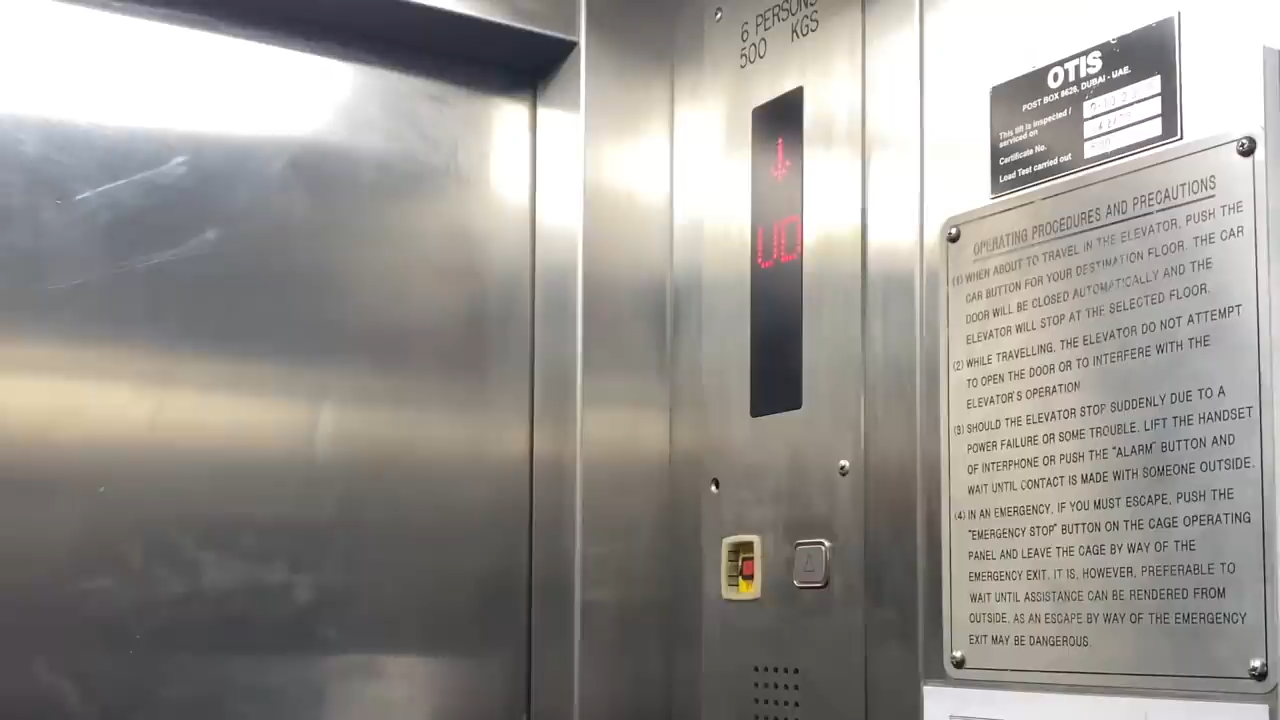 6 PERSONS
500 KGS
OTIS
POST BOX 8628, DUBAI - UAE.
This lift is inspected /
serviced on
Certificate No.
Load Test carried out
OPERATING PROCEDURES AND PRECAUTIONS
(1) WHEN ABOUT TO TRAVEL IN THE ELEVATOR, PUSH THE
CAR BUTTON FOR YOUR DESTINATION FLOOR. THE CAR
DOOR WILL BE CLOSED AUTOMATICALLY AND THE
ELEVATOR WILL STOP AT THE SELECTED FLOOR.
(2) WHILE TRAVELLING, THE ELEVATOR DO NOT ATTEMPT
TO OPEN THE DOOR OR TO INTERFERE WITH THE
ELEVATOR'S OPERATION
(3) SHOULD THE ELEVATOR STOP SUDDENLY DUE TO A
POWER FAILURE OR SOME TROUBLE, LIFT THE HANDSET
OF INTERPHONE OR PUSH THE "ALARM" BUTTON AND
WAIT UNTIL CONTACT IS MADE WITH SOMEONE OUTSIDE.
(4) IN AN EMERGENCY, IF YOU MUST ESCAPE, PUSH THE
"EMERGENCY STOP" BUTTON ON THE CAGE OPERATING
PANEL AND LEAVE THE CAGE BY WAY OF THE
EMERGENCY EXIT. IT IS, HOWEVER, PREFERABLE TO
WAIT UNTIL ASSISTANCE CAN BE RENDERED FROM
OUTSIDE, AS AN ESCAPE BY WAY OF THE EMERGENCY
EXIT MAY BE DANGEROUS.